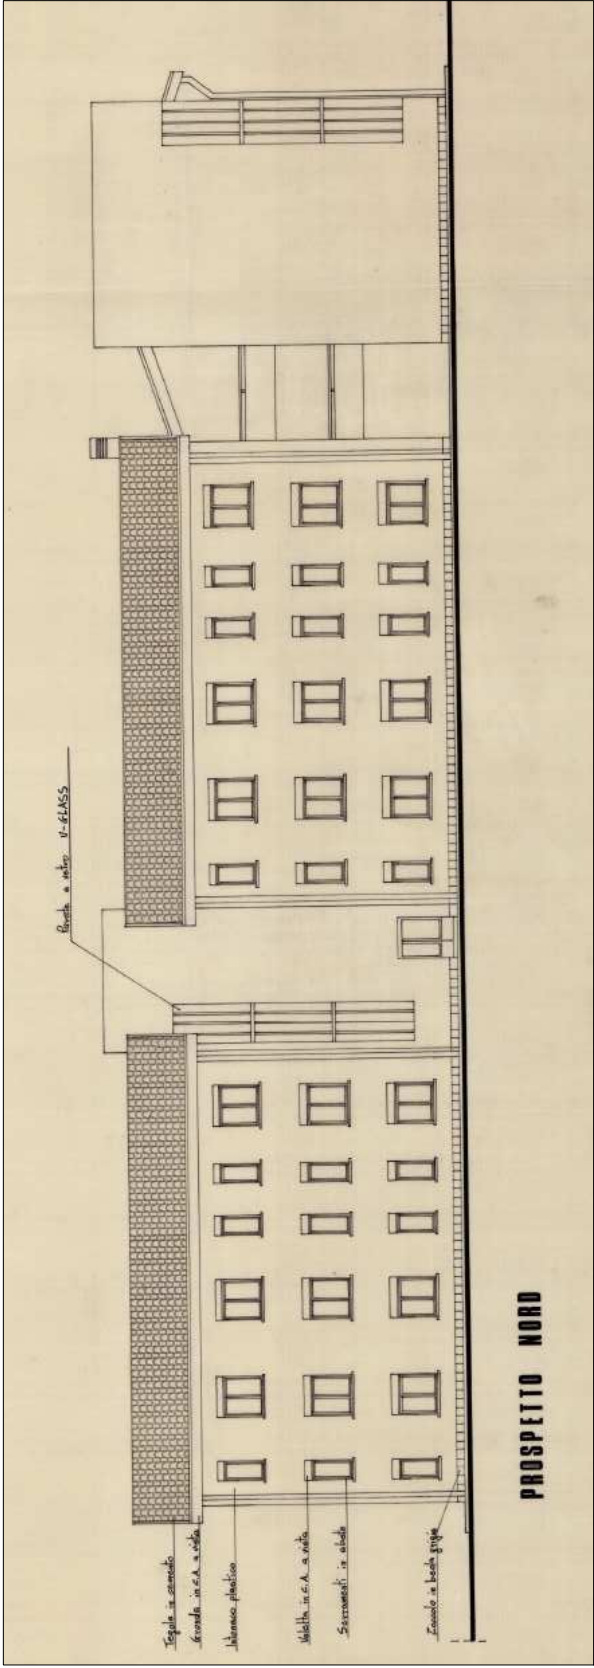 Parete a vetro U-GLASS
Tegole in cemento
Gronda in C.A. a vista
Intonaco plastico
Veletta in C.A. a vista
Serramenti in abete
Zoccolo in beola grigia
PROSPETTO NORD